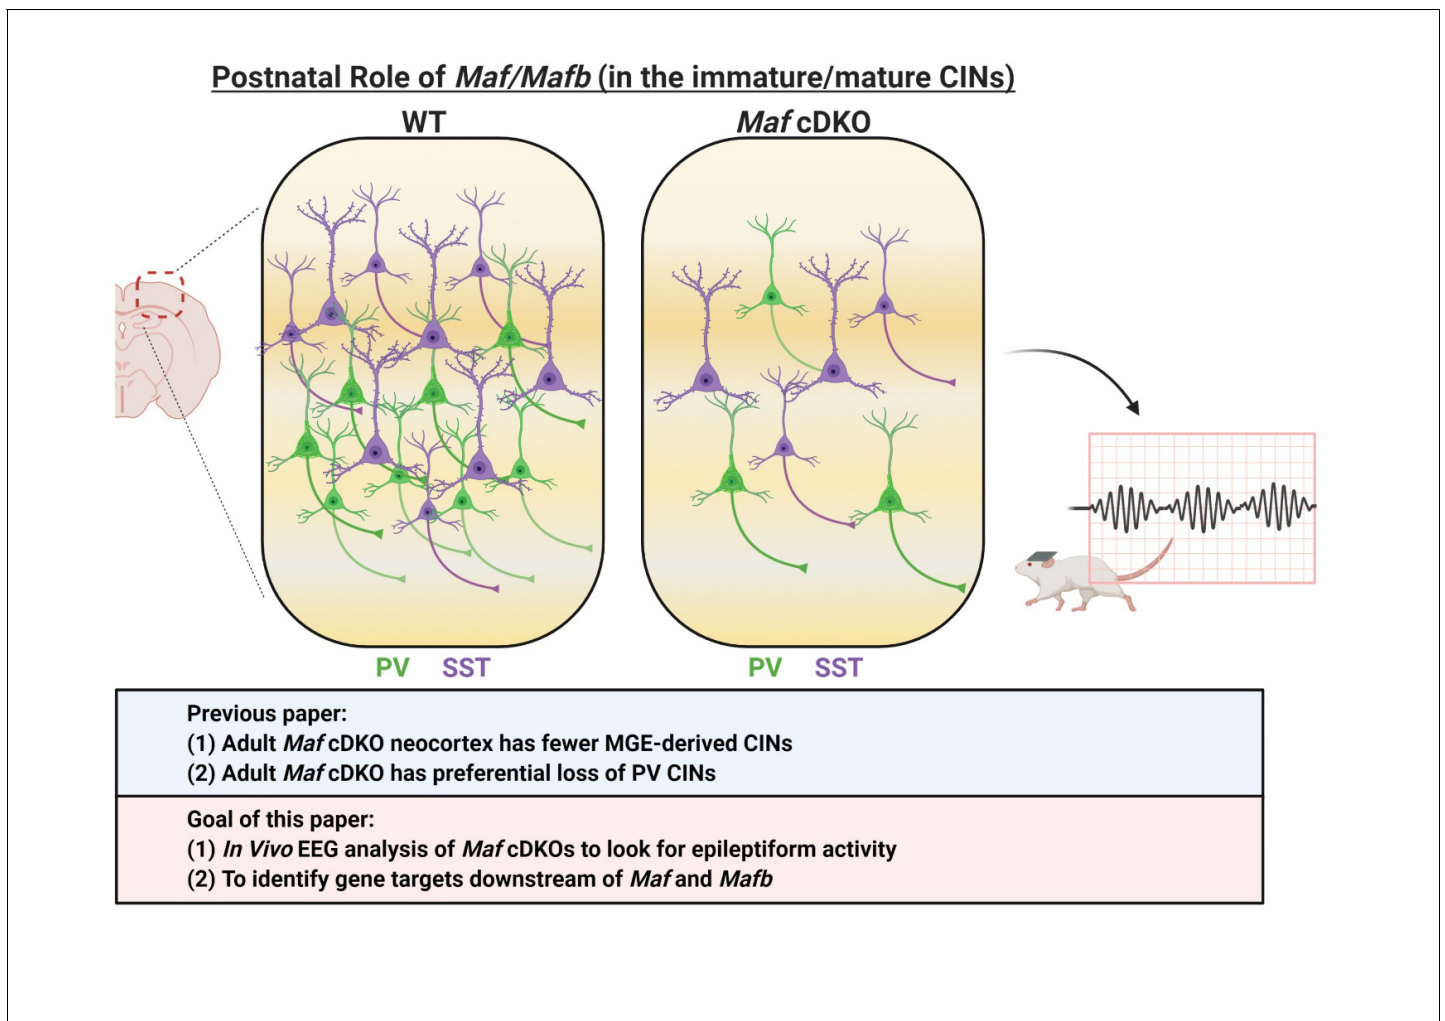 Postnatal Role of Maf/Mafb (in the immature/mature CINs)
WT
Maf cDKO
PV SST
PV SST
Previous paper:
(1) Adult Maf cDKO neocortex has fewer MGE-derived CINs
(2) Adult Maf cDKO has preferential loss of PV CINs
Goal of this paper:
(1) In Vivo EEG analysis of Maf cDKOs to look for epileptiform activity
(2) To identify gene targets downstream of Maf and Mafb